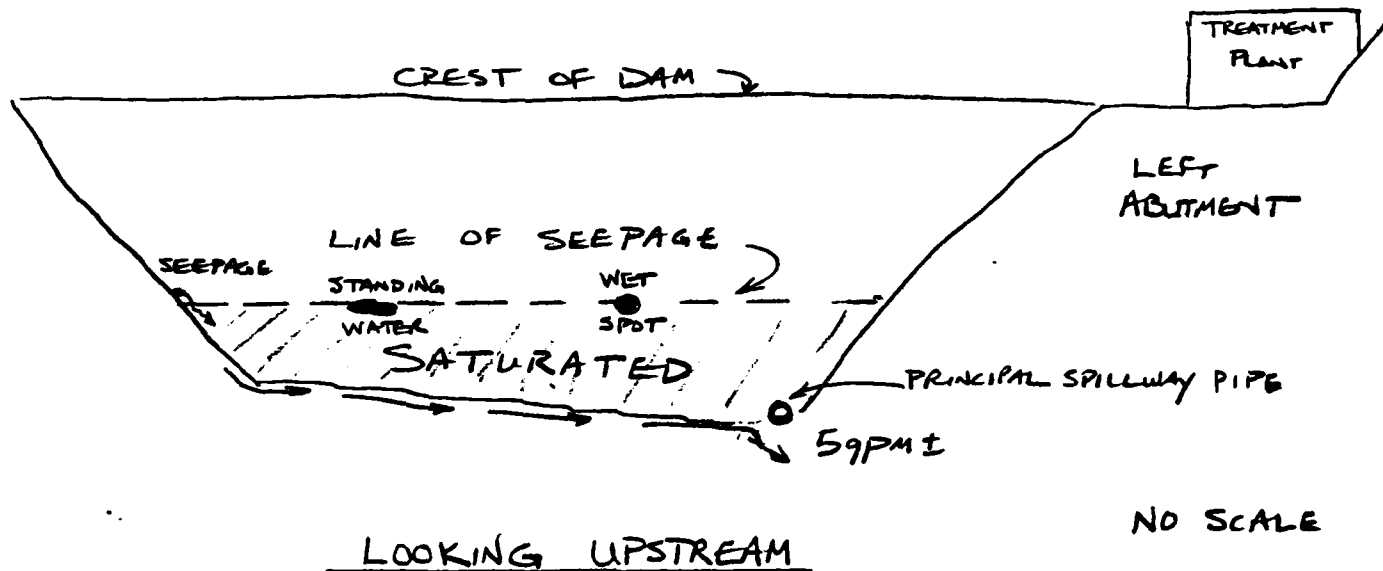 TREATMENT
PLANT
CREST OF DAM
LEFT
ABUTMENT
LINE OF SEEPAGE
SEEPAGE
STANDING
WATER
WET
SPOT
SATURATED
PRINCIPAL SPILLWAY PIPE
5gpm ±
NO SCALE
LOOKING UPSTREAM